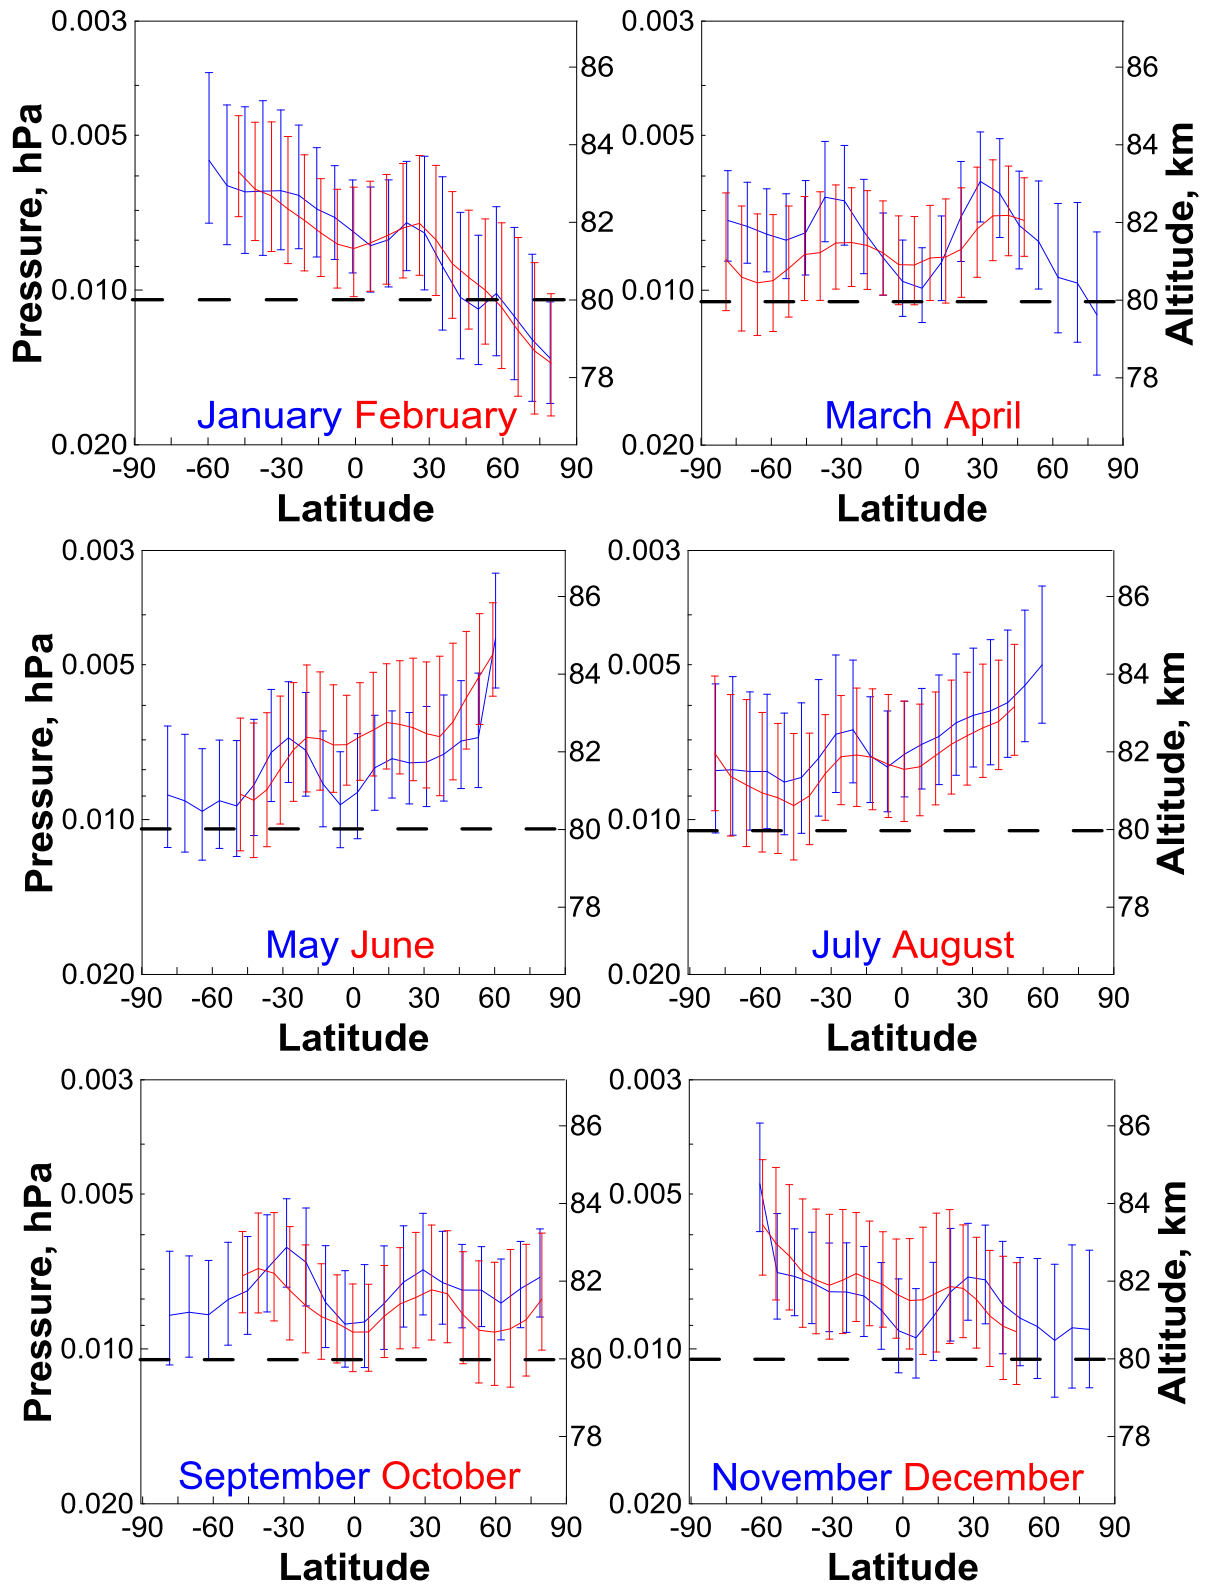 0.003
0.005
0.010
0.020
Pressure, hPa
86
84
82
80
78
January February
-90 -60 -30 0 30 60 90
Latitude
0.003
0.005
0.010
0.020
86
84
82
80
78
Altitude, km
March April
-90 -60 -30 0 30 60 90
Latitude
0.003
0.005
0.010
0.020
Pressure, hPa
86
84
82
80
78
May June
-90 -60 -30 0 30 60 90
Latitude
0.003
0.005
0.010
0.020
86
84
82
80
78
Altitude, km
July August
-90 -60 -30 0 30 60 90
Latitude
0.003
0.005
0.010
0.020
Pressure, hPa
86
84
82
80
78
September October
-90 -60 -30 0 30 60 90
Latitude
0.003
0.005
0.010
0.020
86
84
82
80
78
Altitude, km
November December
-90 -60 -30 0 30 60 90
Latitude